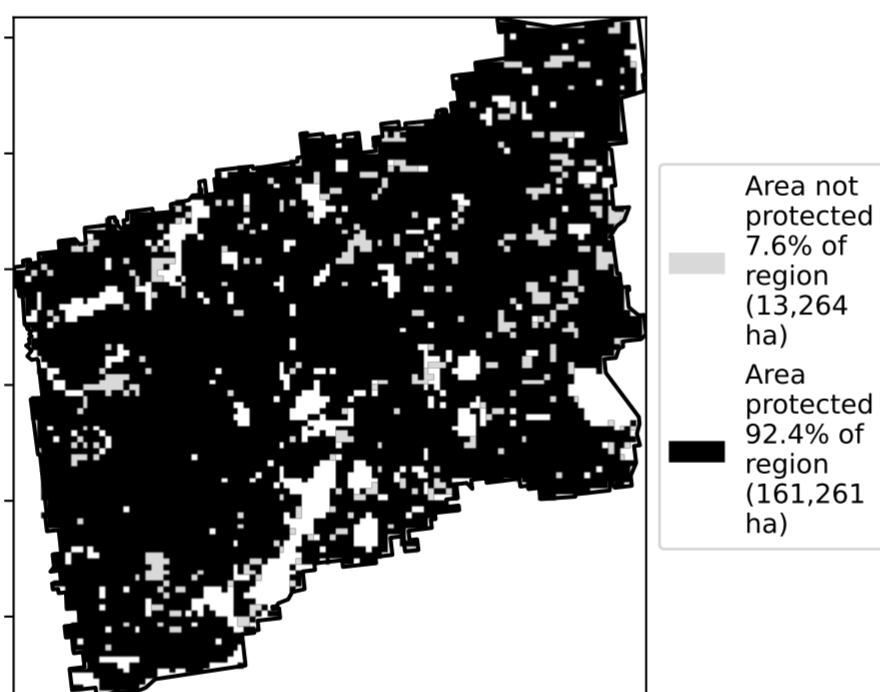 Area not
protected
7.6% of
region
(13,264
ha)
Area
protected
92.4% of
region
(161,261
ha)